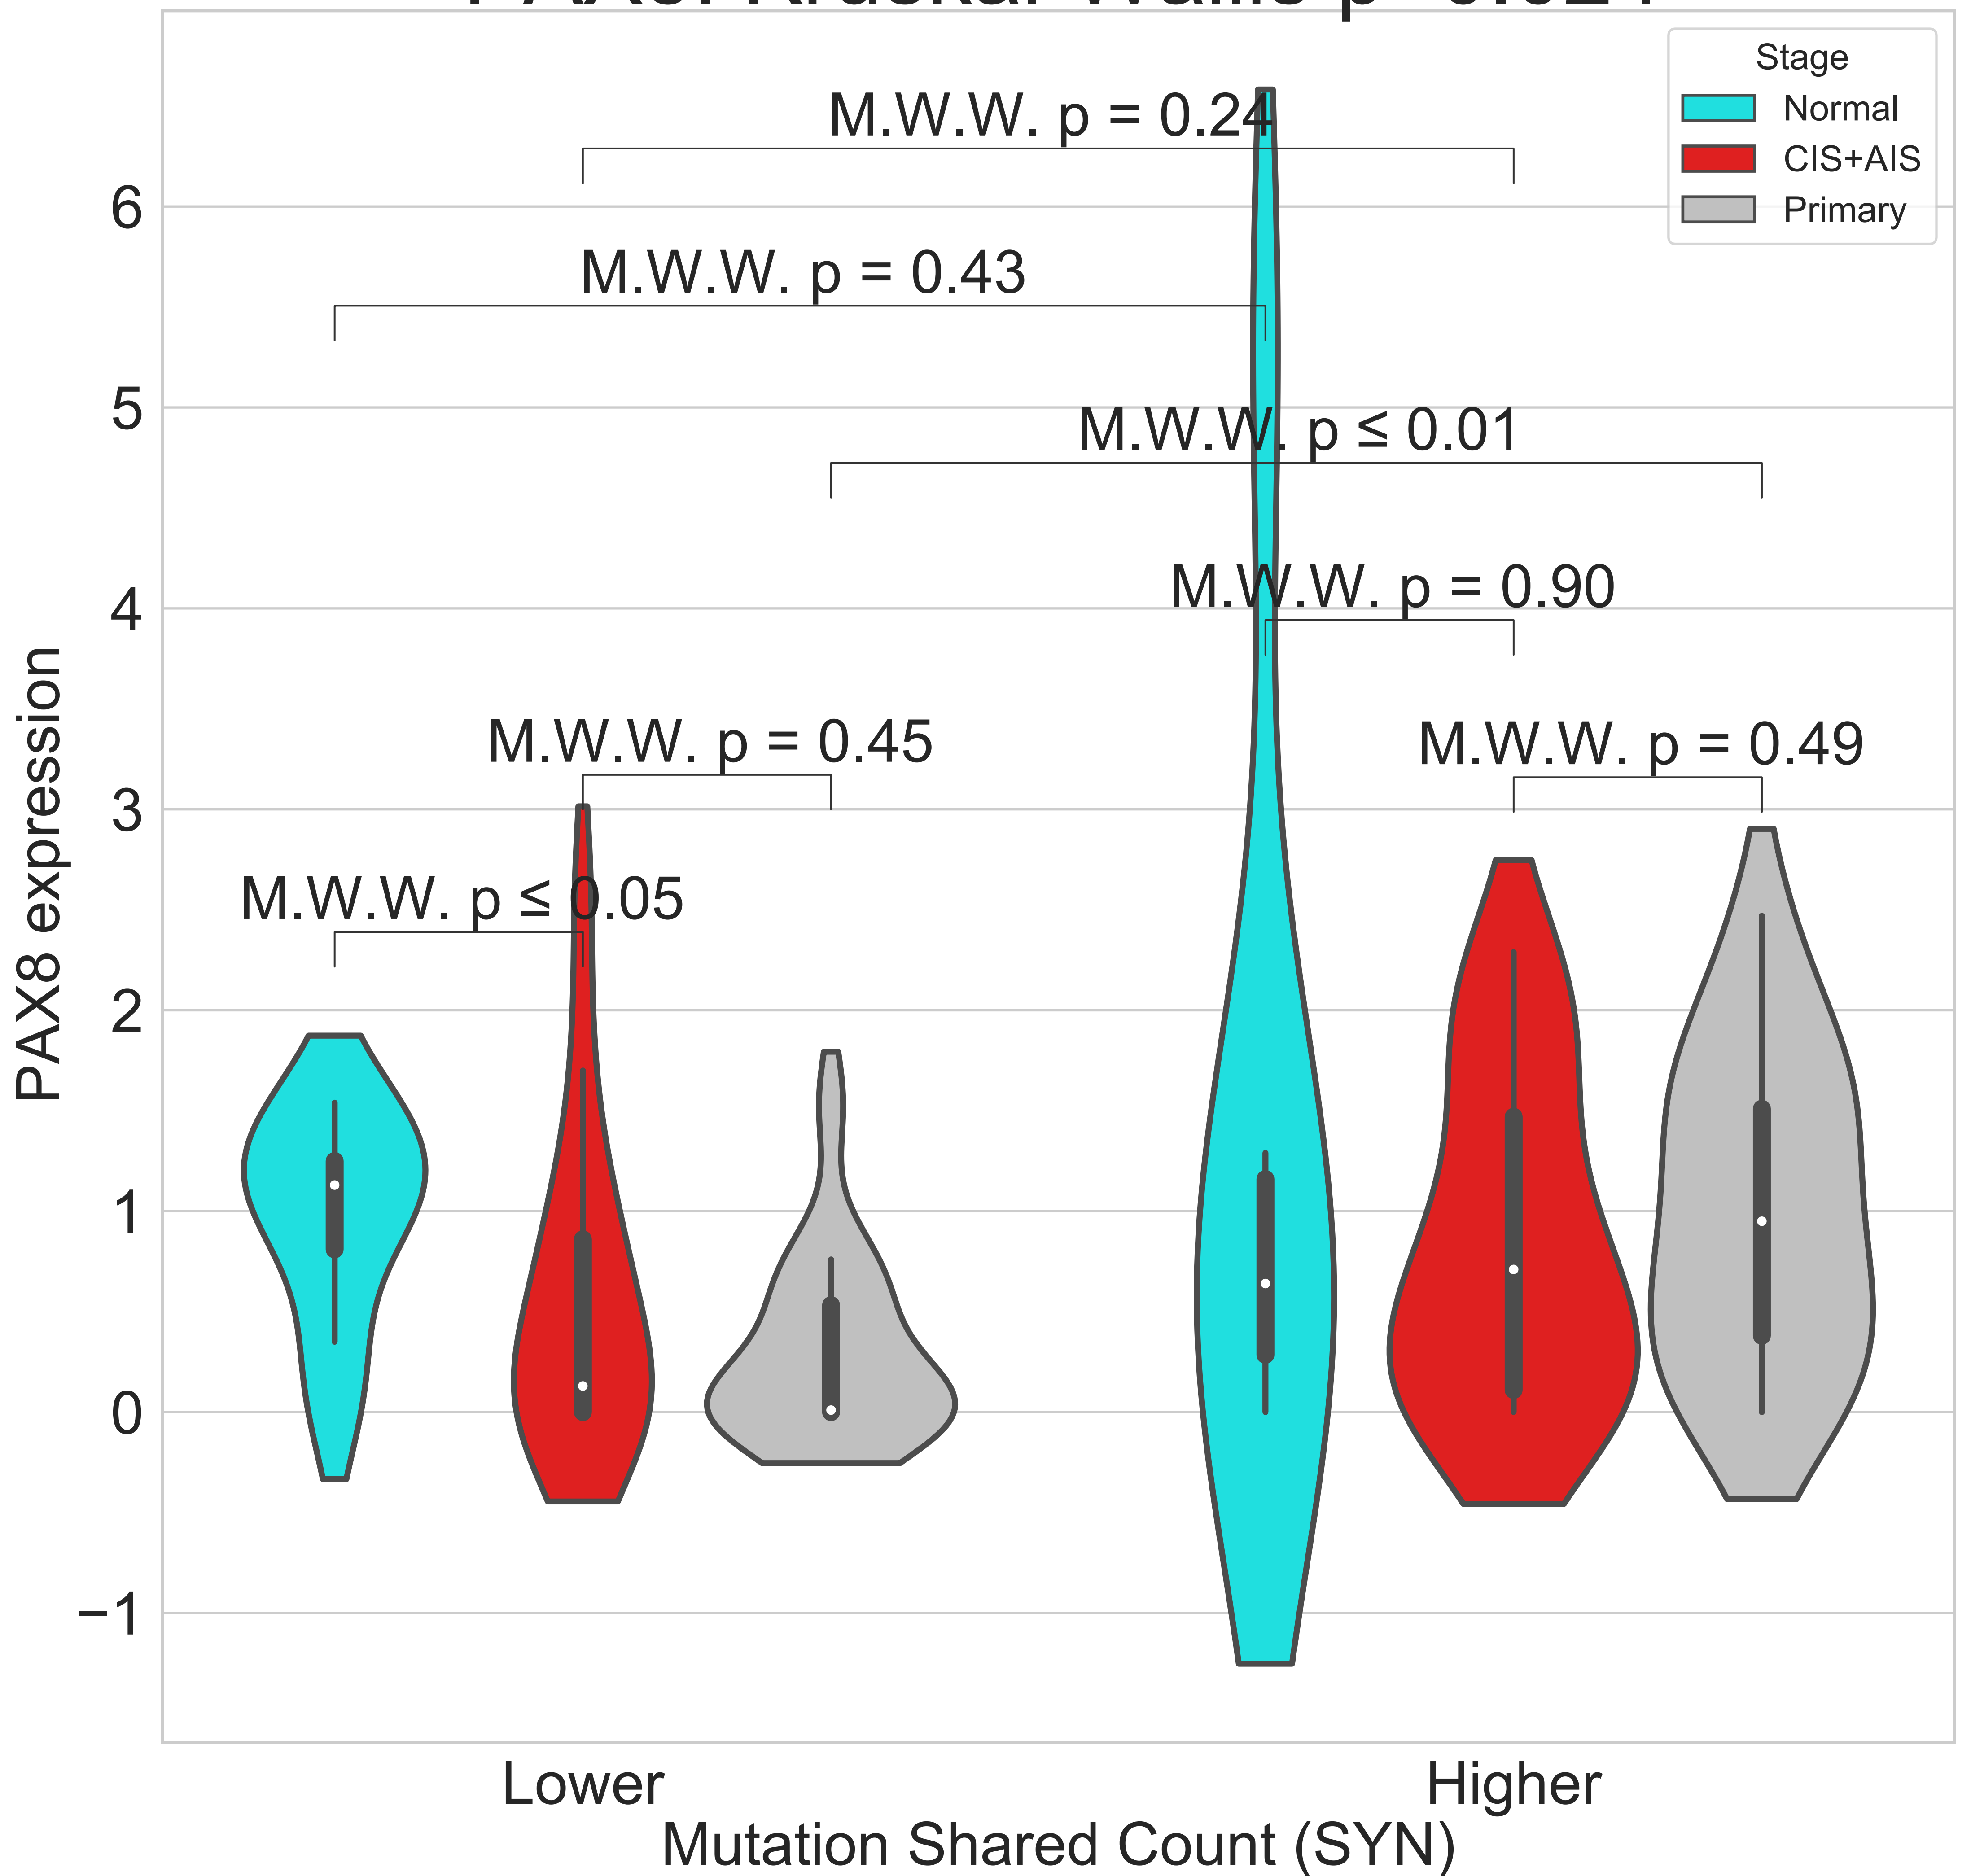 Stage
Normal
CIS+AIS
Primary
M.W.W. p = 0.24
M.W.W. p = 0.43
M.W.W. p ≤ 0.01
M.W.W. p = 0.90
M.W.W. p = 0.45
M.W.W. p = 0.49
M.W.W. p ≤ 0.05
6
5
4
3
2
1
0
−1
PAX8 expression
Lower
Higher
Mutation Shared Count (SYN)